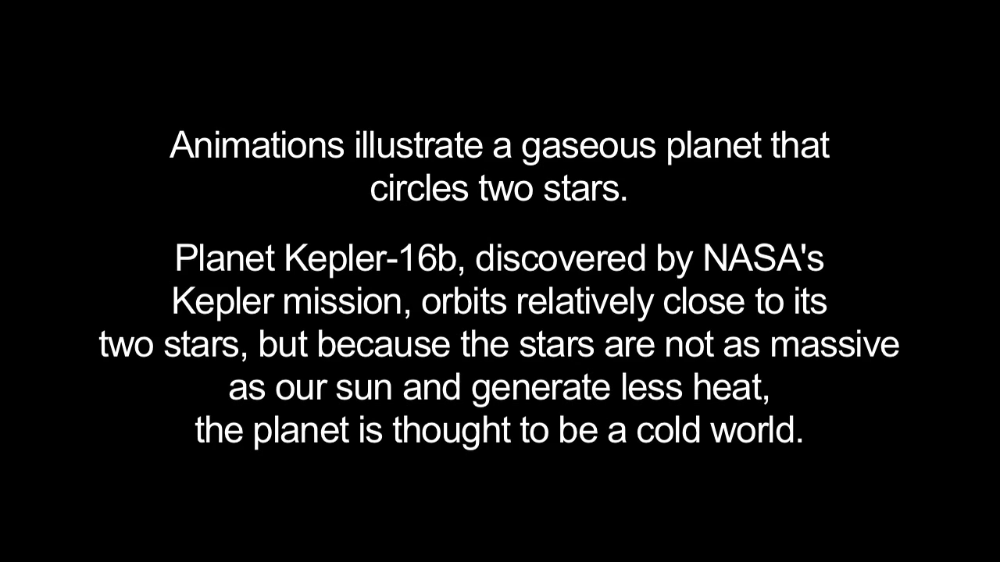 Animations illustrate a gaseous planet that
circles two stars.
Planet Kepler-16b, discovered by NASA's
Kepler mission, orbits relatively close to its
two stars, but because the stars are not as massive
as our sun and generate less heat,
the planet is thought to be a cold world.